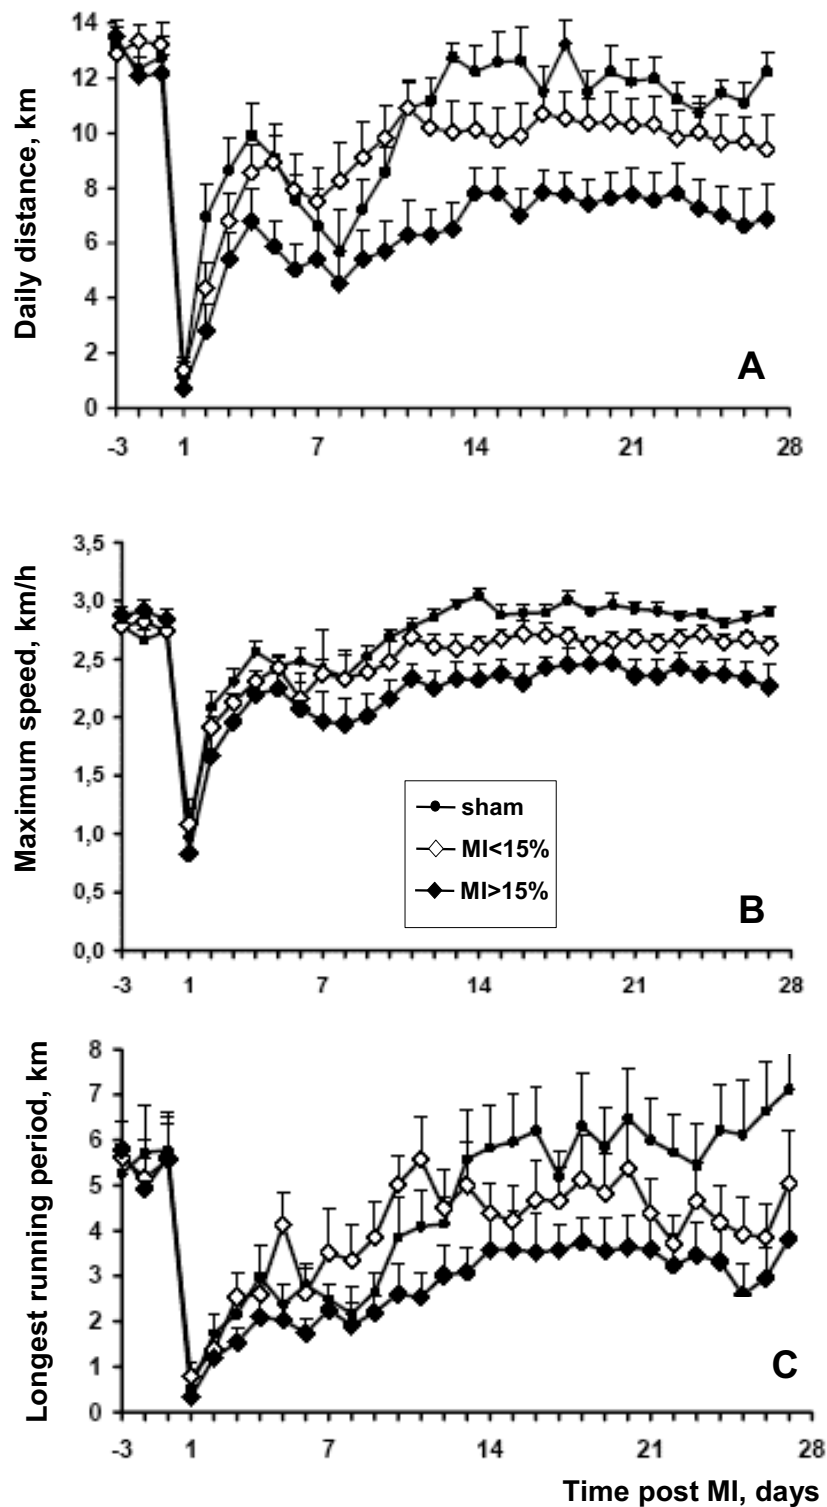 Daily distance, km
14
12
10
8
6
4
2
0
-3 1 7 14 21 28
A
Maximum speed, km/h
3,5
3,0
2,5
2,0
1,5
1,0
0,5
0,0
-3 1 7 14 21 28
sham
MI<15%
MI>15%
B
Longest running period, km
8
7
6
5
4
3
2
1
0
-3 1 7 14 21 28
C
Time post MI, days